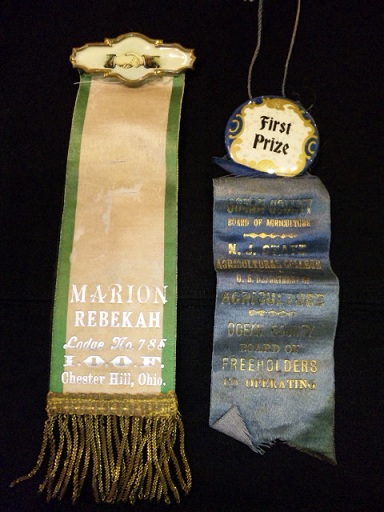 MARION
REBEKAH
Lodge No. 785
I.O.O.F.
Chester Hill, Ohio.
First
Prize
OCEAN COUNTY
BOARD OF AGRICULTURE
N. J. STATE
AGRICULTURAL COLLEGE
U. S. DEPARTMENT
AGRICULTURE
OCEAN COUNTY
BOARD OF
FREEHOLDERS
CO OPERATING